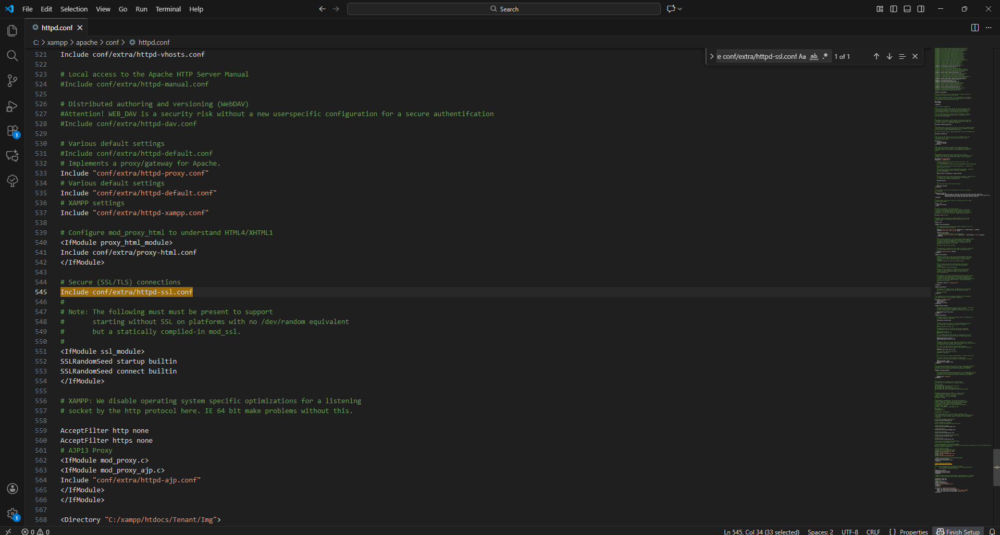 File Edit Selection View Go Run Terminal Help
Search
httpd.conf
C: > xampp > apache > conf > httpd.conf
e conf/extra/httpd-ssl.conf Aa ab .* 1 of 1
521 Include conf/extra/httpd-vhosts.conf
522
523 # Local access to the Apache HTTP Server Manual
524 #Include conf/extra/httpd-manual.conf
525
526 # Distributed authoring and versioning (WebDAV)
527 #Attention! WEB_DAV is a security risk without a new userspecific configuration for a secure authentifcation
528 #Include conf/extra/httpd-dav.conf
529
530 # Various default settings
531 #Include conf/extra/httpd-default.conf
532 # Implements a proxy/gateway for Apache.
533 Include "conf/extra/httpd-proxy.conf"
534 # Various default settings
535 Include "conf/extra/httpd-default.conf"
536 # XAMPP settings
537 Include "conf/extra/httpd-xampp.conf"
538
539 # Configure mod_proxy_html to understand HTML4/XHTML1
540 <IfModule proxy_html_module>
541 Include conf/extra/proxy-html.conf
542 </IfModule>
543
544 # Secure (SSL/TLS) connections
545 Include conf/extra/httpd-ssl.conf
546 #
547 # Note: The following must must be present to support
548 #       starting without SSL on platforms with no /dev/random equivalent
549 #       but a statically compiled-in mod_ssl.
550 #
551 <IfModule ssl_module>
552 SSLRandomSeed startup builtin
553 SSLRandomSeed connect builtin
554 </IfModule>
555
556 # XAMPP: We disable operating system specific optimizations for a listening
557 # socket by the http protocol here. IE 64 bit make problems without this.
558
559 AcceptFilter http none
560 AcceptFilter https none
561 # AJP13 Proxy
562 <IfModule mod_proxy.c>
563 <IfModule mod_proxy_ajp.c>
564 Include "conf/extra/httpd-ajp.conf"
565 </IfModule>
566 </IfModule>
567
568 <Directory "C:/xampp/htdocs/Tenant/Img">
1
1
0 0 Ln 545, Col 34 (33 selected) Spaces: 2 UTF-8 CRLF { } Properties Finish Setup